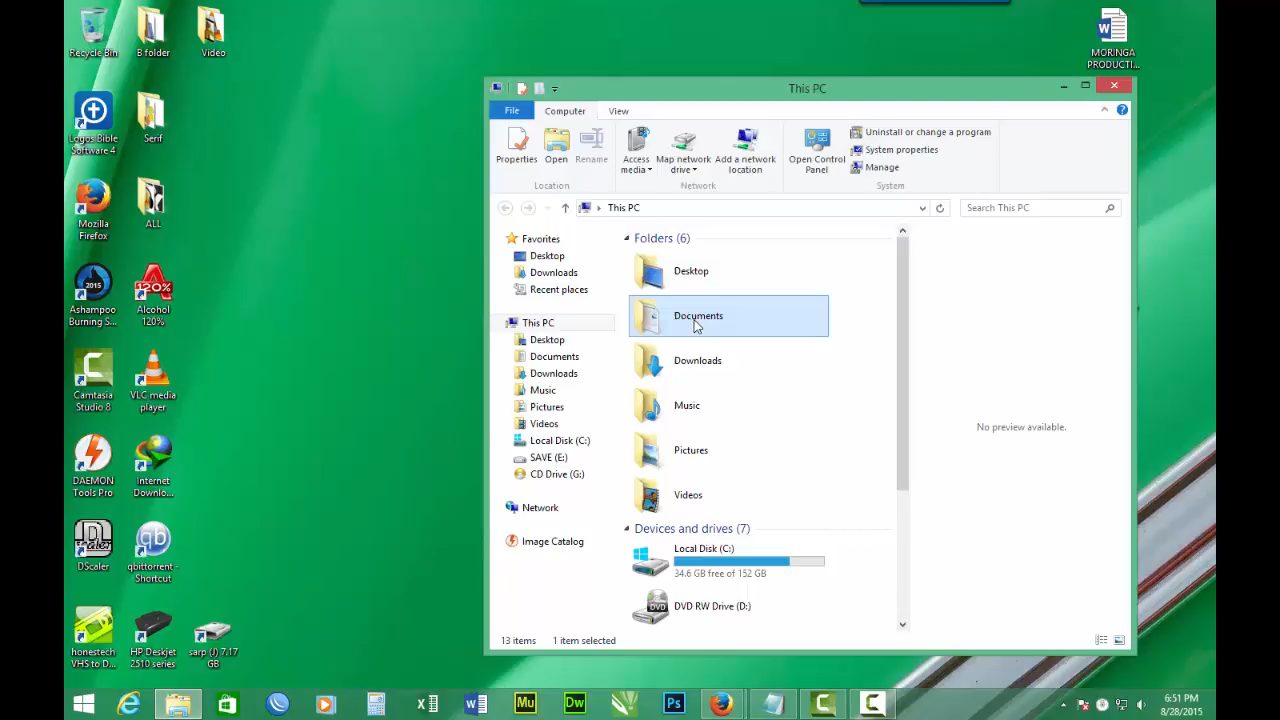 Recycle Bin
B folder
Video
MORINGA
PRODUCTI...
Logos Bible
Software 4
Serif
Mozilla
Firefox
ALL
2015
Ashampoo
Burning S...
120%
Alcohol
120%
Camtasia
Studio 8
VLC media
player
DAEMON
Tools Pro
Internet
Downlo...
DScaler
qb
qbittorrent -
Shortcut
honestech
VHS to D...
HP Deskjet
2510 series
sarp (J) 7.17
GB
This PC
File
Computer
View
Properties
Open
Rename
Access
media
Map network
drive
Add a network
location
Open Control
Panel
Uninstall or change a program
System properties
Manage
Location
Network
System
This PC
Search This PC
Favorites
Desktop
Downloads
Recent places
This PC
Desktop
Documents
Downloads
Music
Pictures
Videos
Local Disk (C:)
SAVE (E:)
CD Drive (G:)
Network
Image Catalog
Folders (6)
Desktop
Documents
Downloads
Music
Pictures
Videos
Devices and drives (7)
Local Disk (C:)
34.6 GB free of 152 GB
DVD
DVD RW Drive (D:)
No preview available.
13 items
1 item selected
Mu
Dw
Ps
6:51 PM
8/28/2015